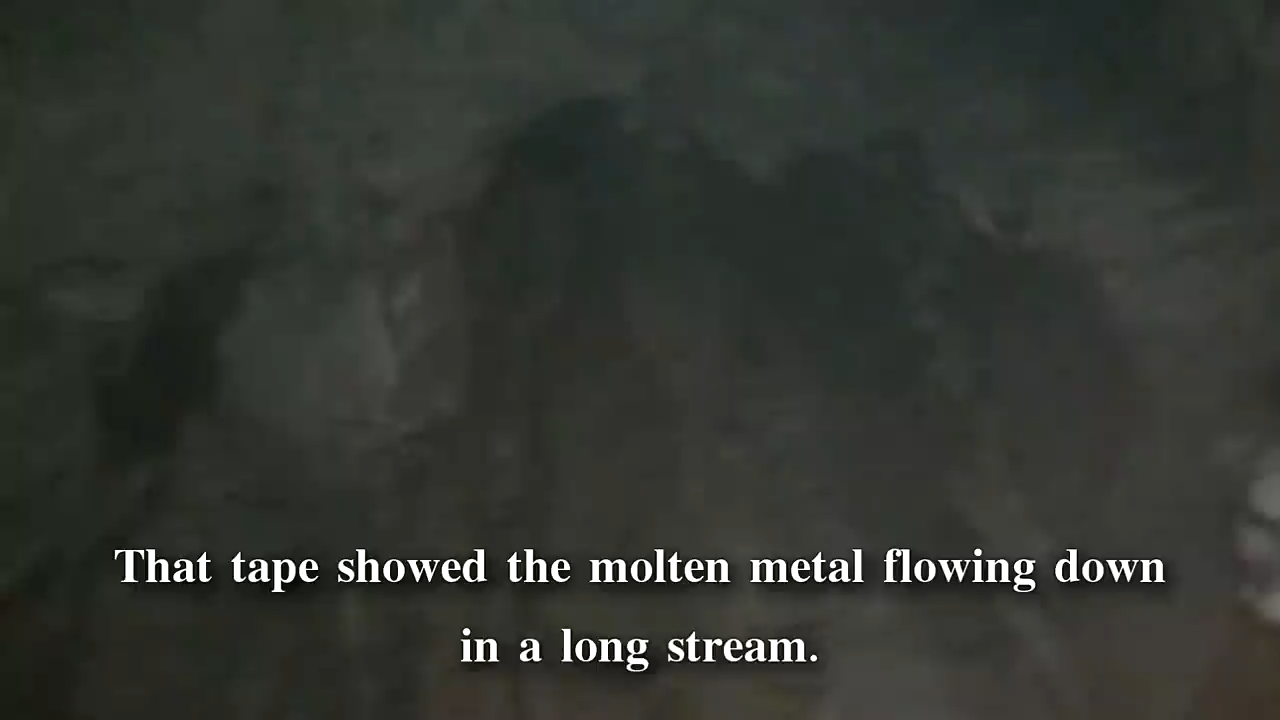 That tape showed the molten metal flowing down
in a long stream.